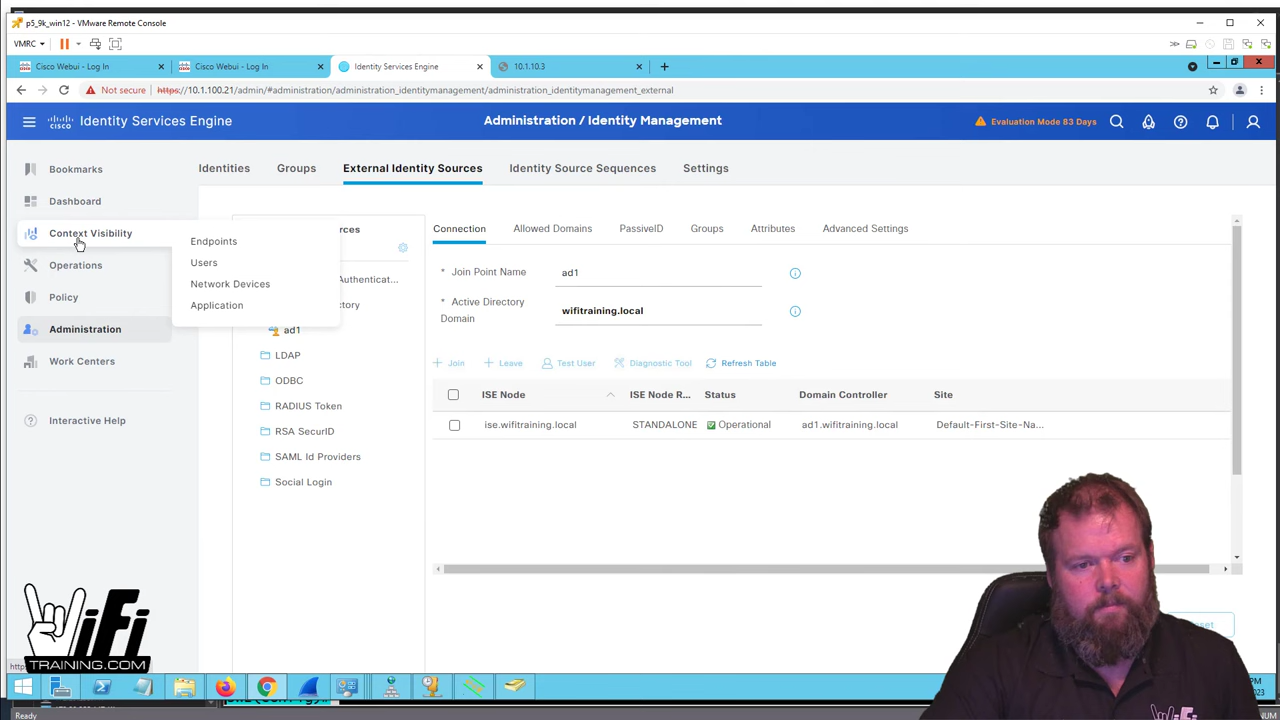 p5_9k_win12 - VMware Remote Console
VMRC
Cisco Webui - Log In
Cisco Webui - Log In
Identity Services Engine
10.1.10.3
Not secure
https://10.1.100.21/admin/#administration/administration_identitymanagement/administration_identitymanagement_external
CISCO
Identity Services Engine
Administration / Identity Management
Evaluation Mode 83 Days
Bookmarks
Dashboard
Context Visibility
Operations
Policy
Administration
Work Centers
Interactive Help
Endpoints
Users
Network Devices
Application
Identities
Groups
External Identity Sources
Identity Source Sequences
Settings
rces
Authenticat...
tory
ad1
LDAP
ODBC
RADIUS Token
RSA SecurID
SAML Id Providers
Social Login
Connection
Allowed Domains
PassiveID
Groups
Attributes
Advanced Settings
* Join Point Name
ad1
* Active Directory
Domain
wifitraining.local
+ Join
+ Leave
Test User
Diagnostic Tool
Refresh Table
ISE Node
ISE Node R...
Status
Domain Controller
Site
ise.wifitraining.local
STANDALONE
Operational
ad1.wifitraining.local
Default-First-Site-Na...
WiFi
TRAINING.COM
Ready